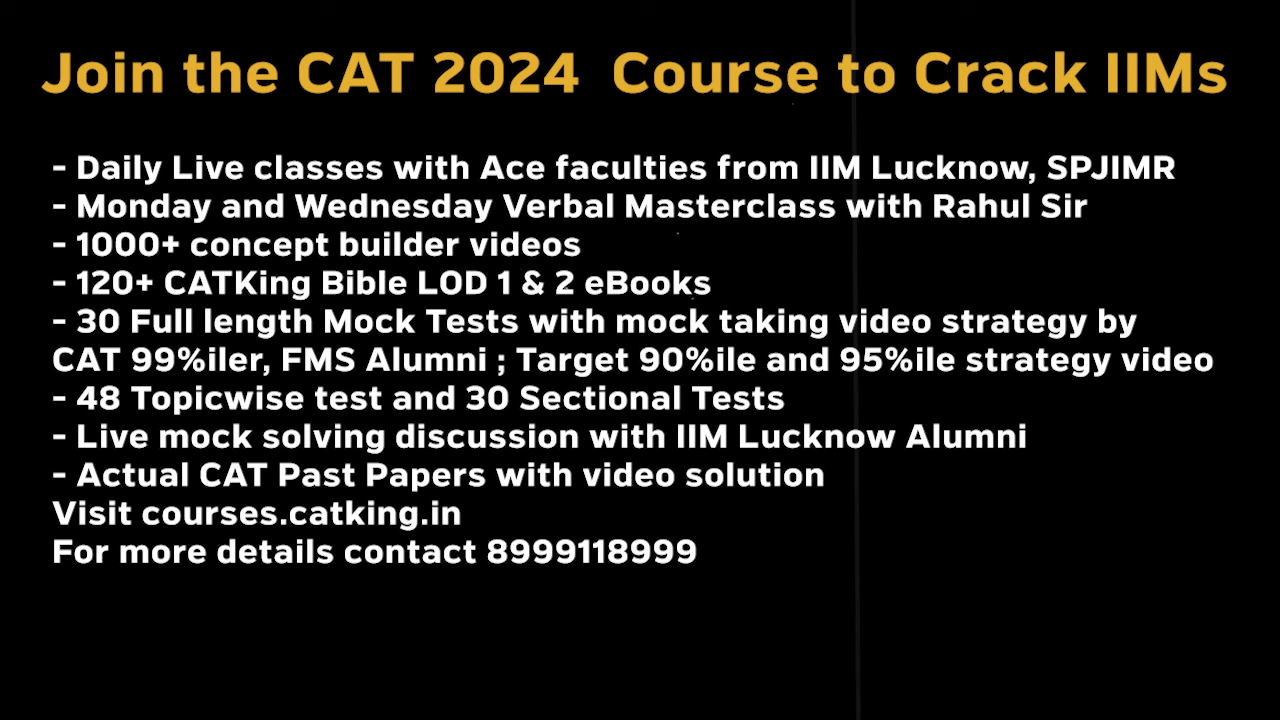 Join the CAT 2024 Course to Crack IIMs
- Daily Live classes with Ace faculties from IIM Lucknow, SPJIMR
- Monday and Wednesday Verbal Masterclass with Rahul Sir
- 1000+ concept builder videos
- 120+ CATKing Bible LOD 1 & 2 eBooks
- 30 Full length Mock Tests with mock taking video strategy by
CAT 99%iler, FMS Alumni ; Target 90%ile and 95%ile strategy video
- 48 Topicwise test and 30 Sectional Tests
- Live mock solving discussion with IIM Lucknow Alumni
- Actual CAT Past Papers with video solution
Visit courses.catking.in
For more details contact 8999118999